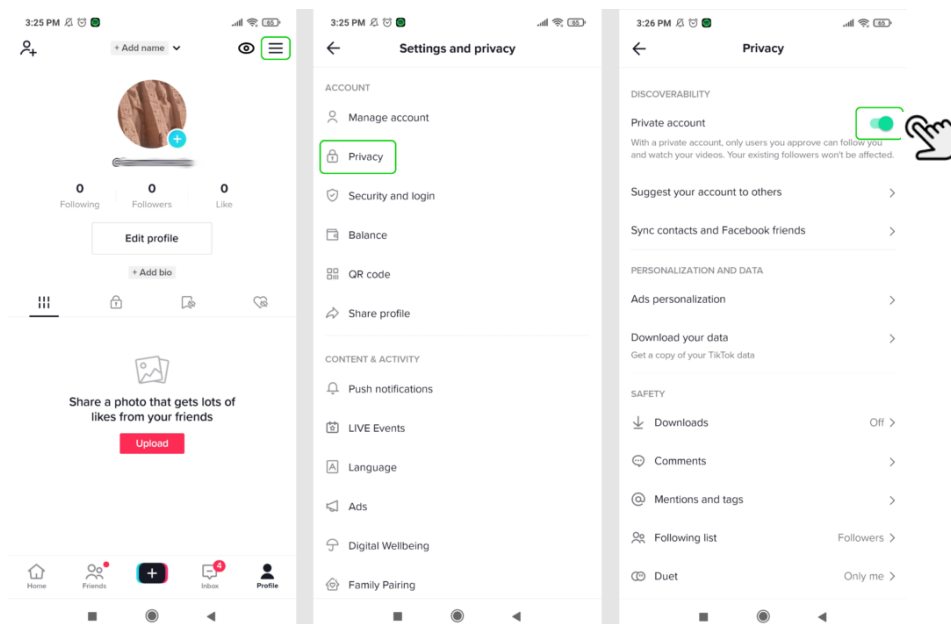 3:25 PM
65
+ Add name
0
0
0
Following
Followers
Like
Edit profile
+ Add bio
Share a photo that gets lots of
likes from your friends
Upload
4
Home
Friends
Inbox
Profile
3:25 PM
65
Settings and privacy
ACCOUNT
Manage account
Privacy
Security and login
Balance
QR code
Share profile
CONTENT & ACTIVITY
Push notifications
LIVE Events
Language
Ads
Digital Wellbeing
Family Pairing
3:26 PM
65
Privacy
DISCOVERABILITY
Private account
With a private account, only users you approve can follow you
and watch your videos. Your existing followers won't be affected.
Suggest your account to others
Sync contacts and Facebook friends
PERSONALIZATION AND DATA
Ads personalization
Download your data
Get a copy of your TikTok data
SAFETY
Downloads Off
Comments
Mentions and tags
Following list Followers
Duet Only me